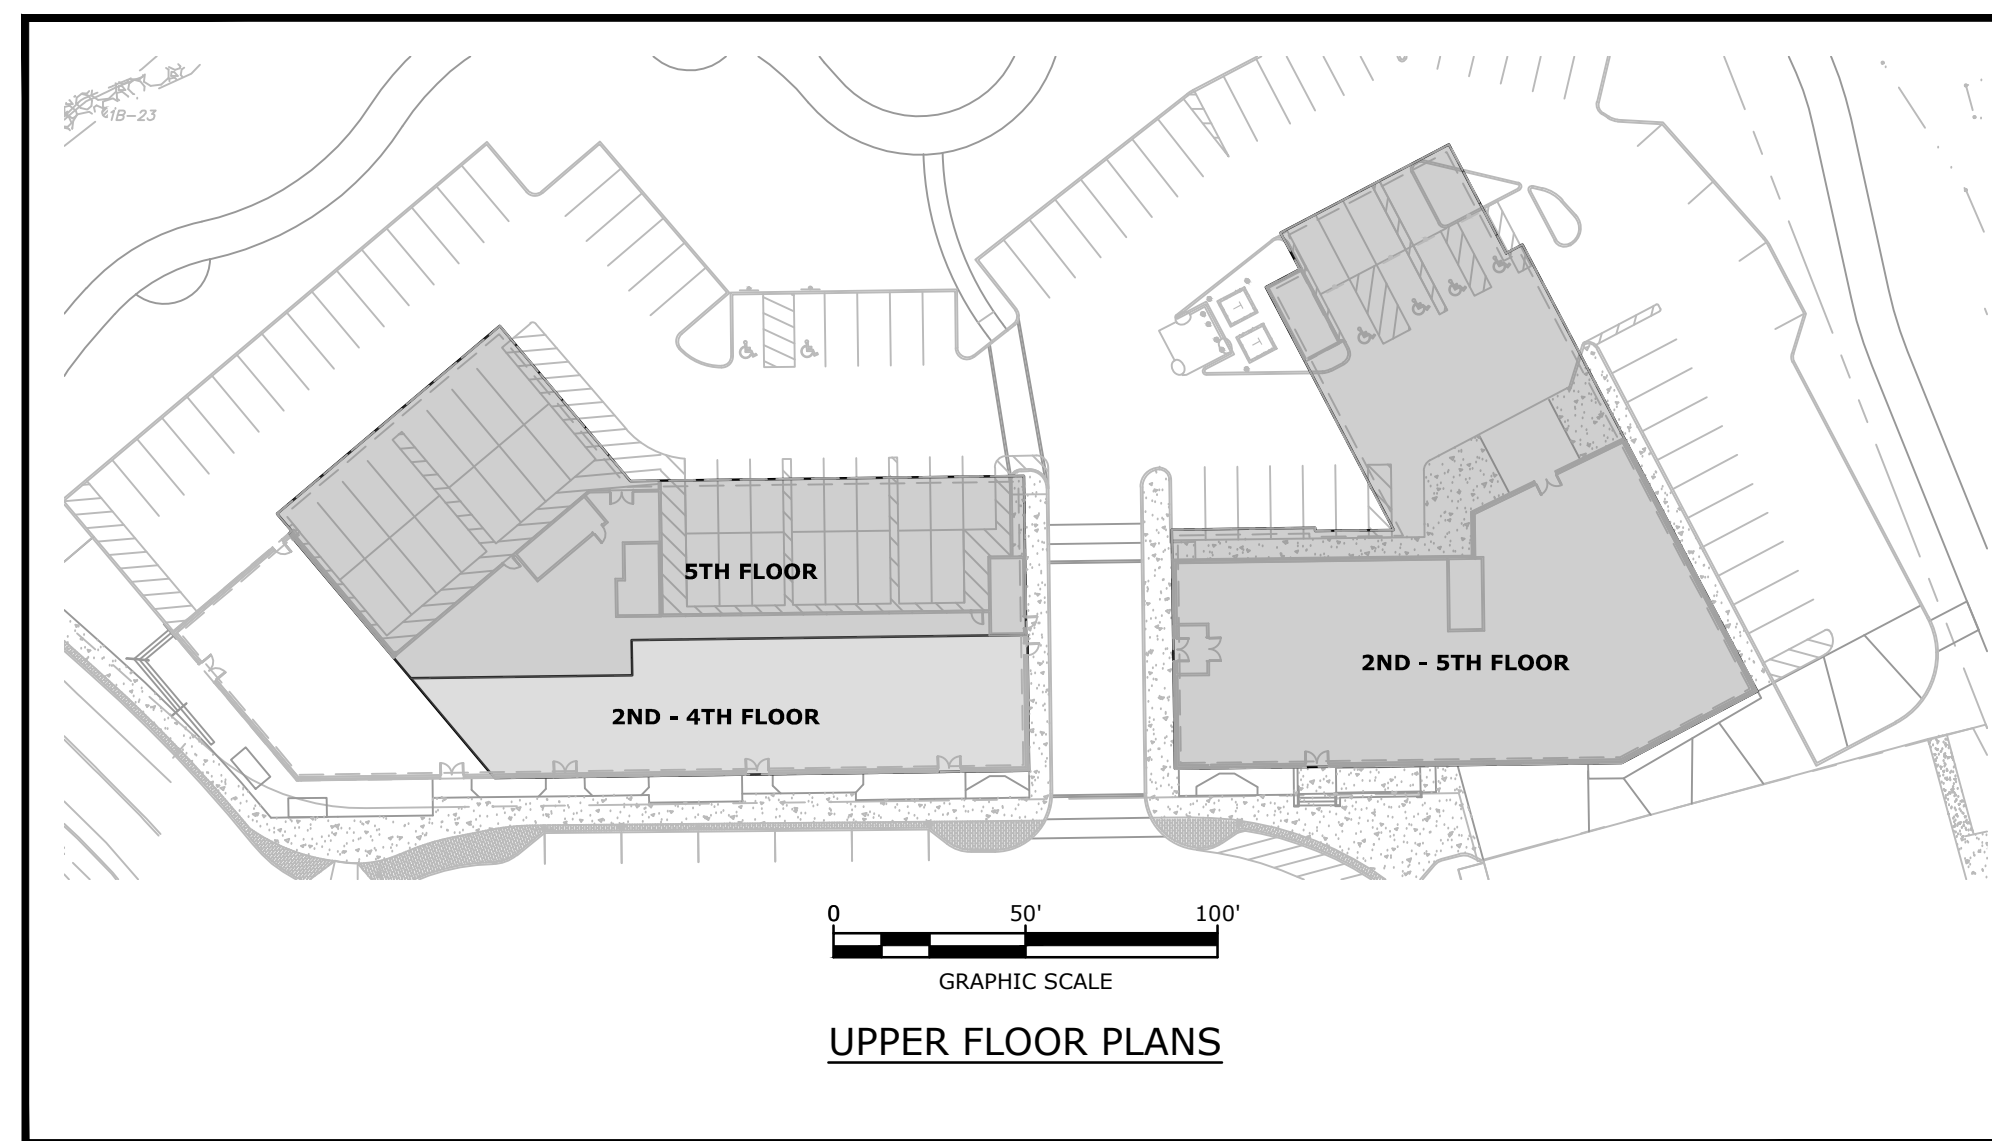 1B-23
5TH FLOOR
2ND - 4TH FLOOR
2ND - 5TH FLOOR
T
T
0 50' 100'
GRAPHIC SCALE
UPPER FLOOR PLANS